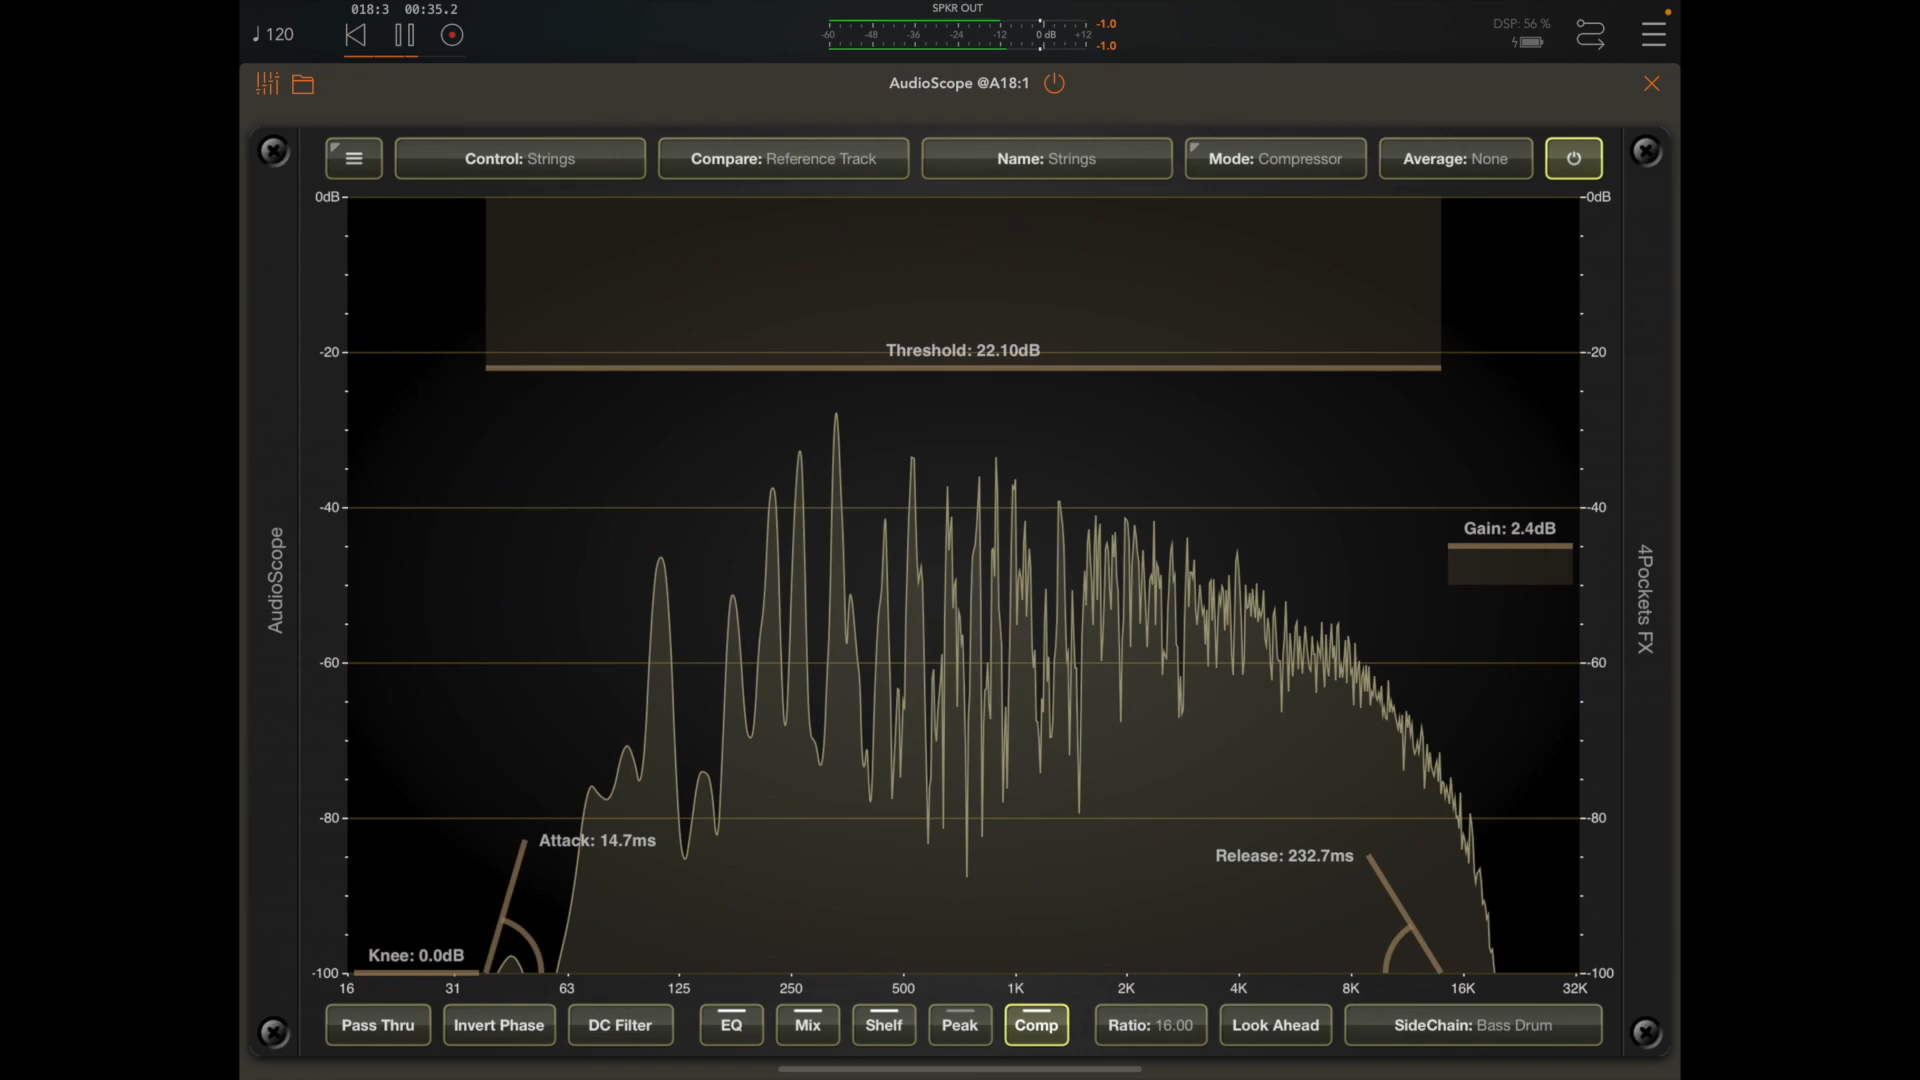 018:3 00:35.2
SPKR OUT
♩ 120
-60 -48 -36 -24 -12 0 dB +12
-1.0
-1.0
DSP: 56 %
AudioScope @A18:1
Control: Strings
Compare: Reference Track
Name: Strings
Mode: Compressor
Average: None
0dB
-0dB
-20
-20
Threshold: 22.10dB
-40
-40
Gain: 2.4dB
AudioScope
4Pockets FX
-60
-60
-80
-80
Attack: 14.7ms
Release: 232.7ms
Knee: 0.0dB
-100
-100
16 31 63 125 250 500 1K 2K 4K 8K 16K 32K
Pass Thru
Invert Phase
DC Filter
EQ
Mix
Shelf
Peak
Comp
Ratio: 16.00
Look Ahead
SideChain: Bass Drum